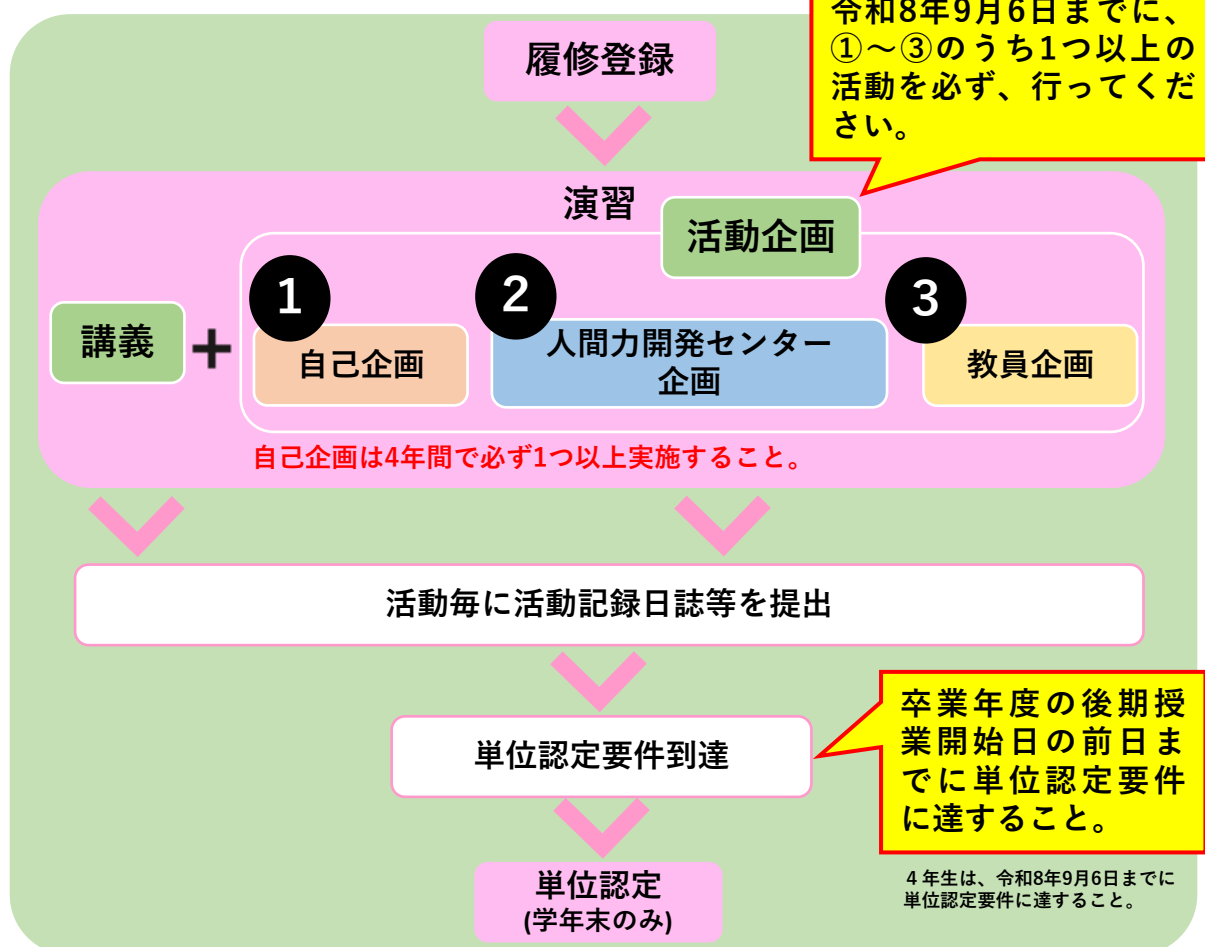 令和8年9月6日までに、
①～③のうち1つ以上の
活動を必ず、行ってくだ
さい。
履修登録
演習
活動企画
1
2
3
講義
+
自己企画
人間力開発センター
企画
教員企画
自己企画は4年間で必ず1つ以上実施すること。
活動毎に活動記録日誌等を提出
単位認定要件到達
卒業年度の後期授
業開始日の前日ま
でに単位認定要件
に達すること。
単位認定
(学年末のみ)
４年生は、令和8年9月6日までに
単位認定要件に達すること。